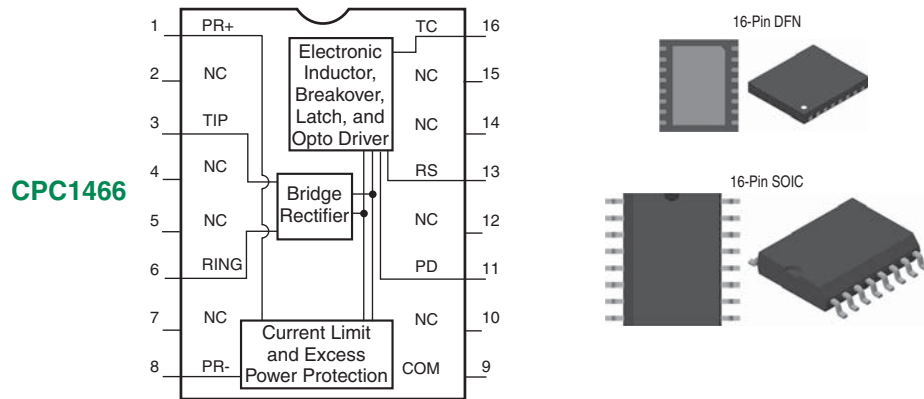 CPC1466
1 PR+
2 NC
3 TIP
4 NC
5 NC
6 RING
7 NC
8 PR-
Electronic
Inductor,
Breakover,
Latch, and
Opto Driver
Bridge
Rectifier
Current Limit
and Excess
Power Protection
TC 16
NC 15
NC 14
RS 13
NC 12
PD 11
NC 10
COM 9
16-Pin DFN
16-Pin SOIC